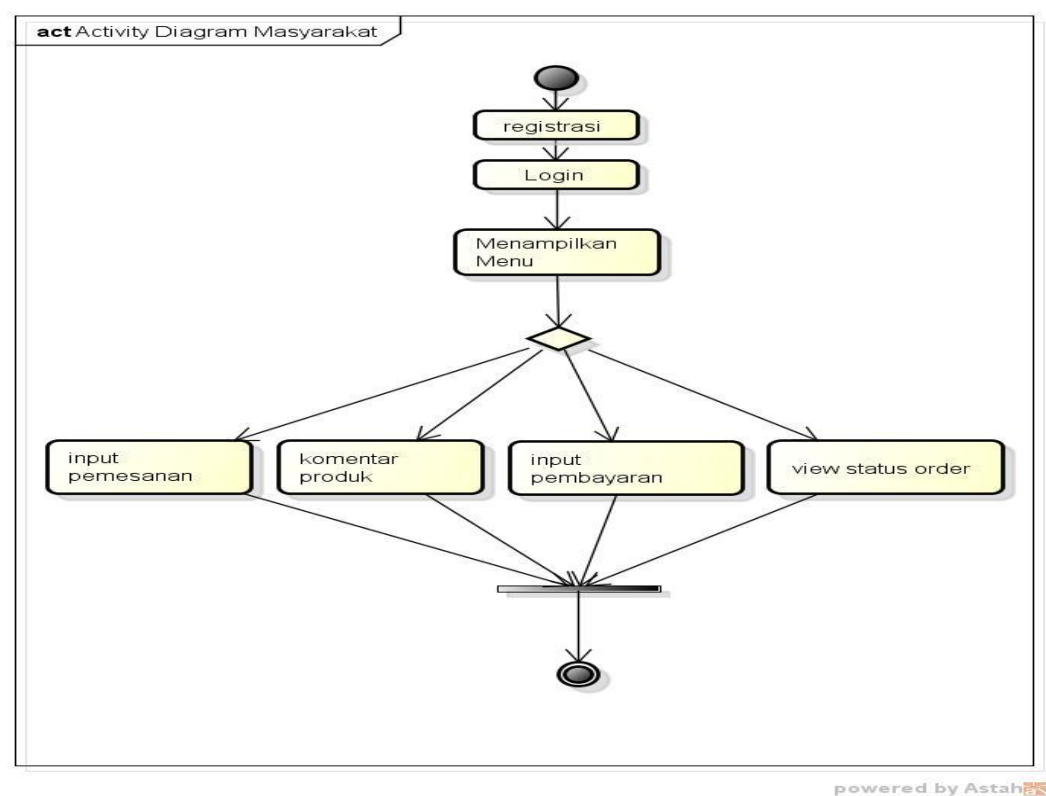 act Activity Diagram Masyarakat
registrasi
Login
Menampilkan
Menu
input
pemesanan
komentar
produk
input
pembayaran
view status order
powered by Astah